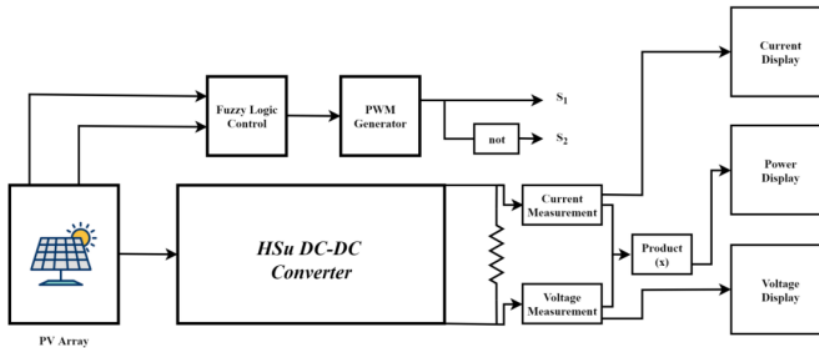 Current
Display
Fuzzy Logic
Control
PWM
Generator
S1
not
S2
Power
Display
HSu DC-DC
Converter
Current
Measurement
Product
(x)
Voltage
Measurement
Voltage
Display
PV Array